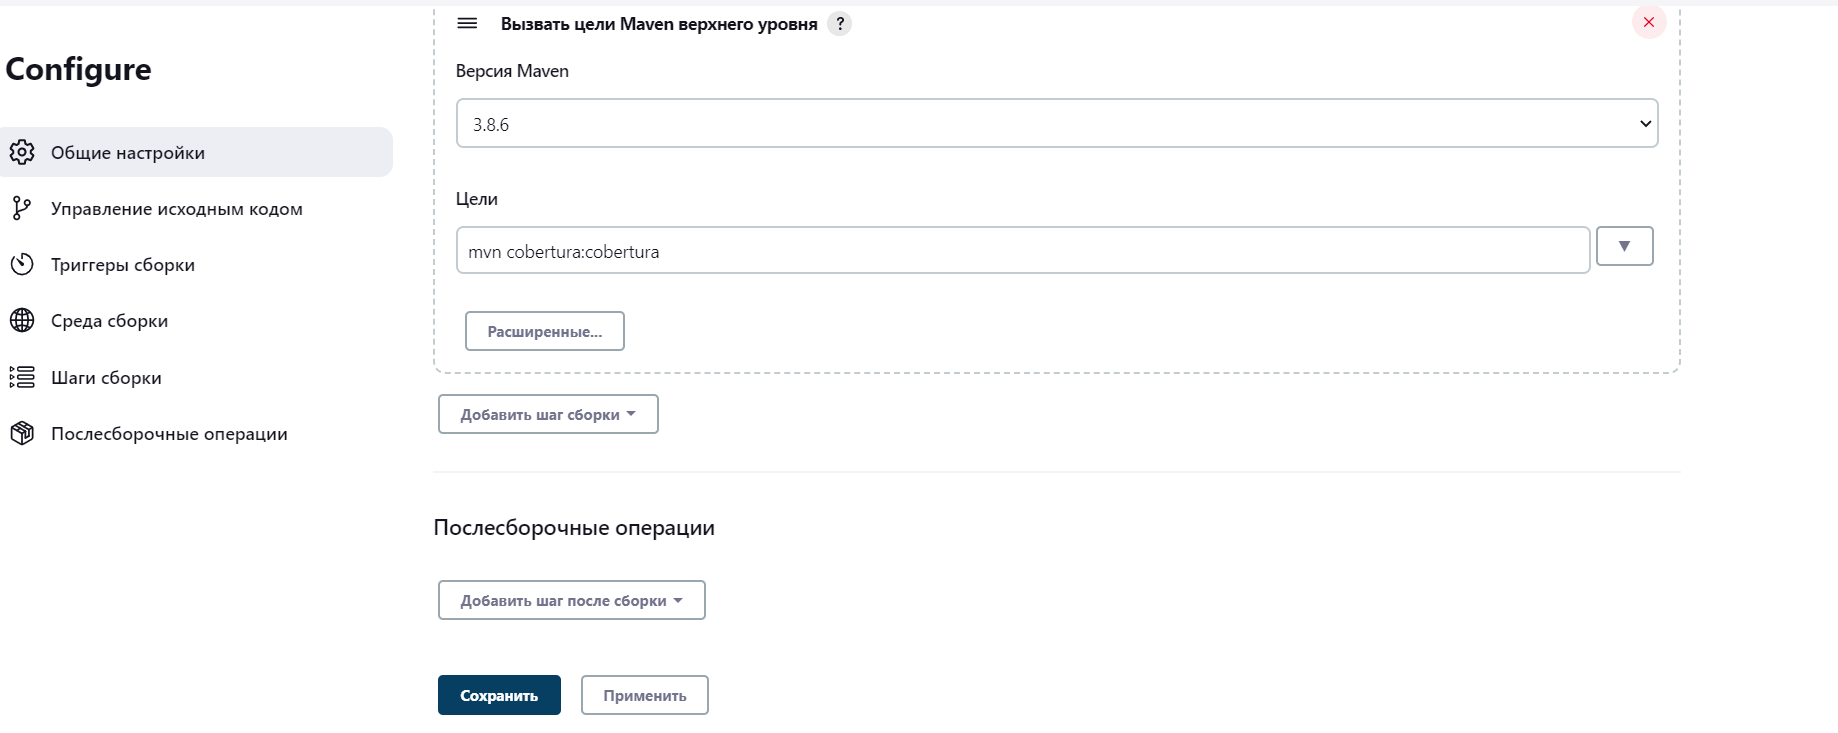 Configure
Общие настройки
Управление исходным кодом
Триггеры сборки
Среда сборки
Шаги сборки
Послесборочные операции
Вызвать цели Maven верхнего уровня ?
Версия Maven
3.8.6
Цели
mvn cobertura:cobertura
Расширенные...
Добавить шаг сборки
Послесборочные операции
Добавить шаг после сборки
Сохранить Применить